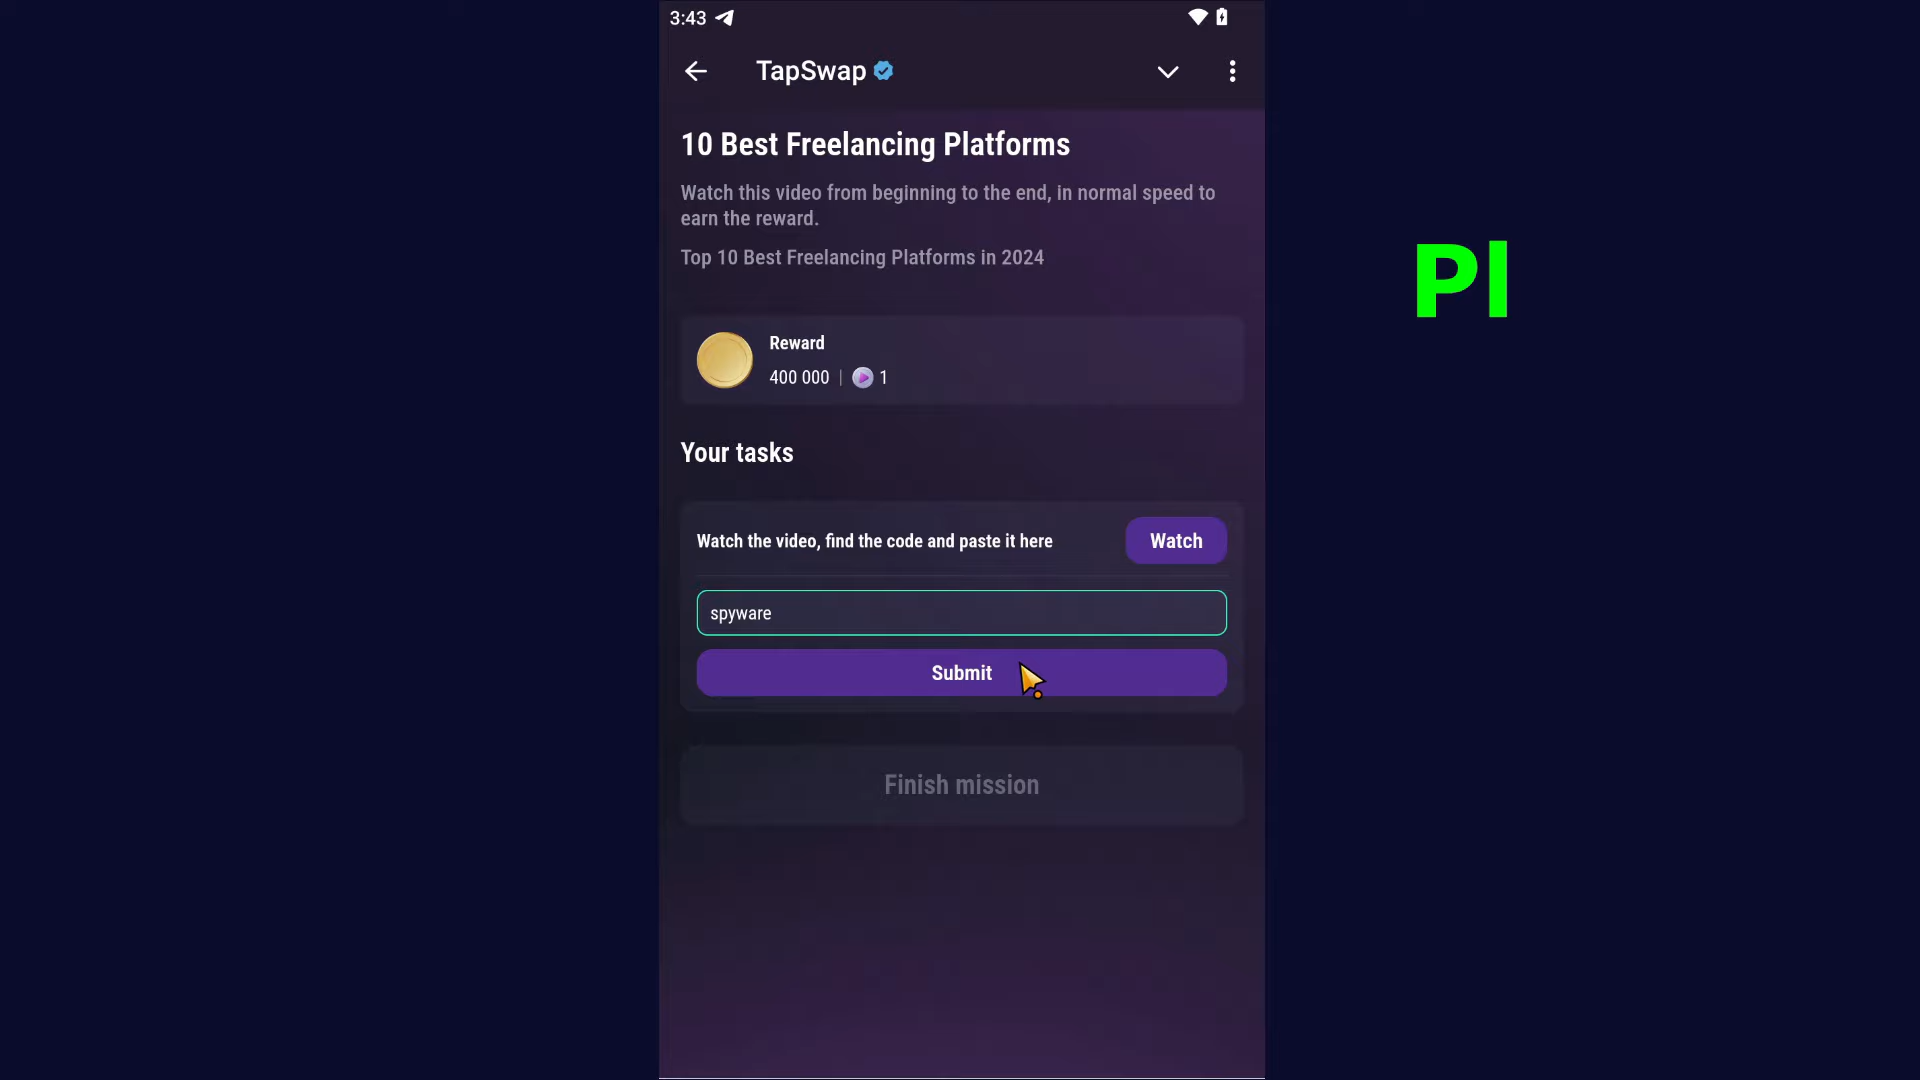 3:43
TapSwap
10 Best Freelancing Platforms
Watch this video from beginning to the end, in normal speed to
earn the reward.
Top 10 Best Freelancing Platforms in 2024
Pl
Reward
400 000 | 1
Your tasks
Watch the video, find the code and paste it here
Watch
spyware
Submit
Finish mission